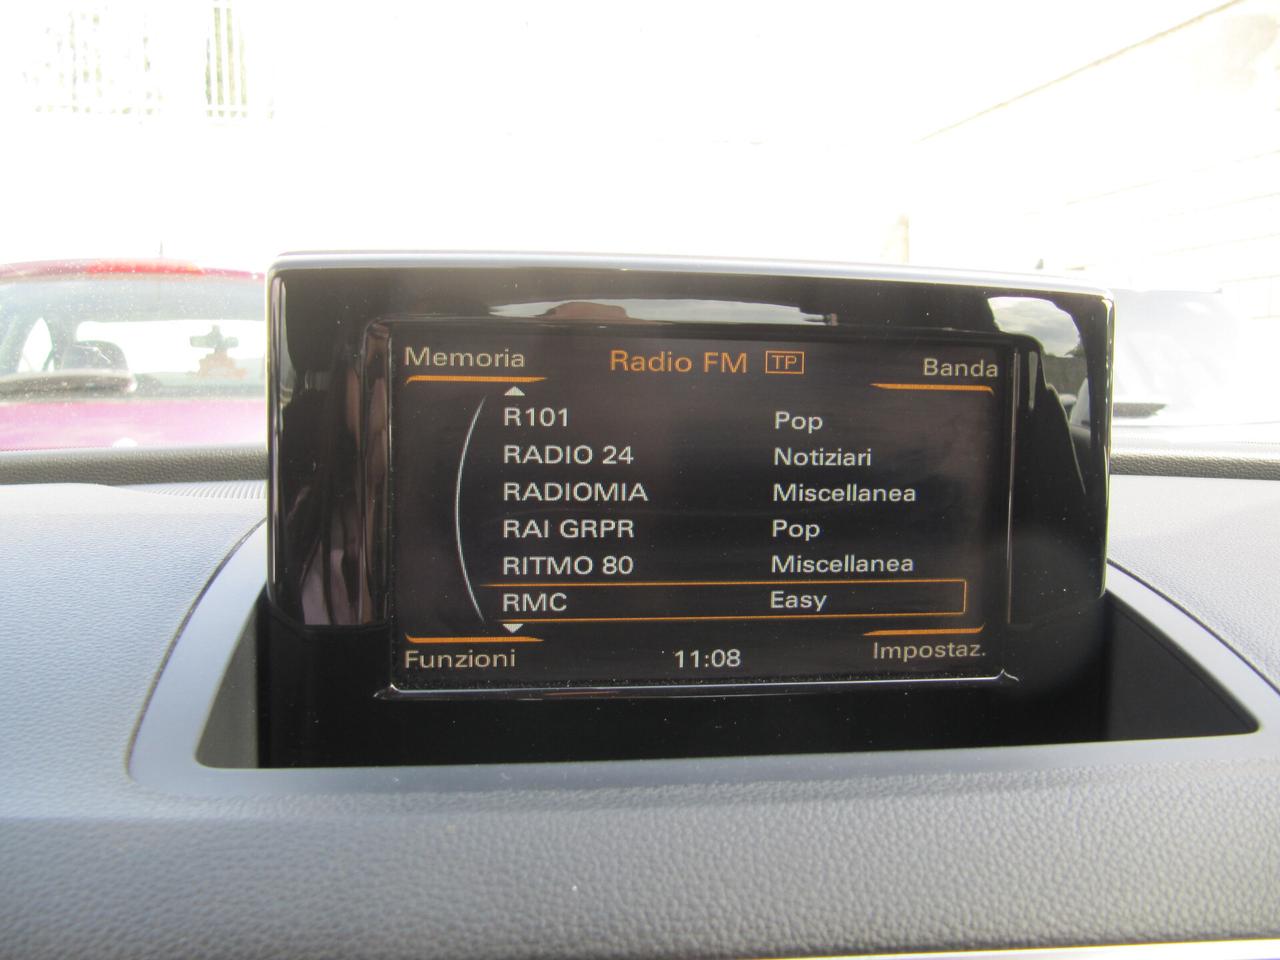 Memoria Radio FM TP Banda
R101 Pop
RADIO 24 Notiziari
RADIOMIA Miscellanea
RAI GRPR Pop
RITMO 80 Miscellanea
RMC Easy
Funzioni 11:08 Impostaz.